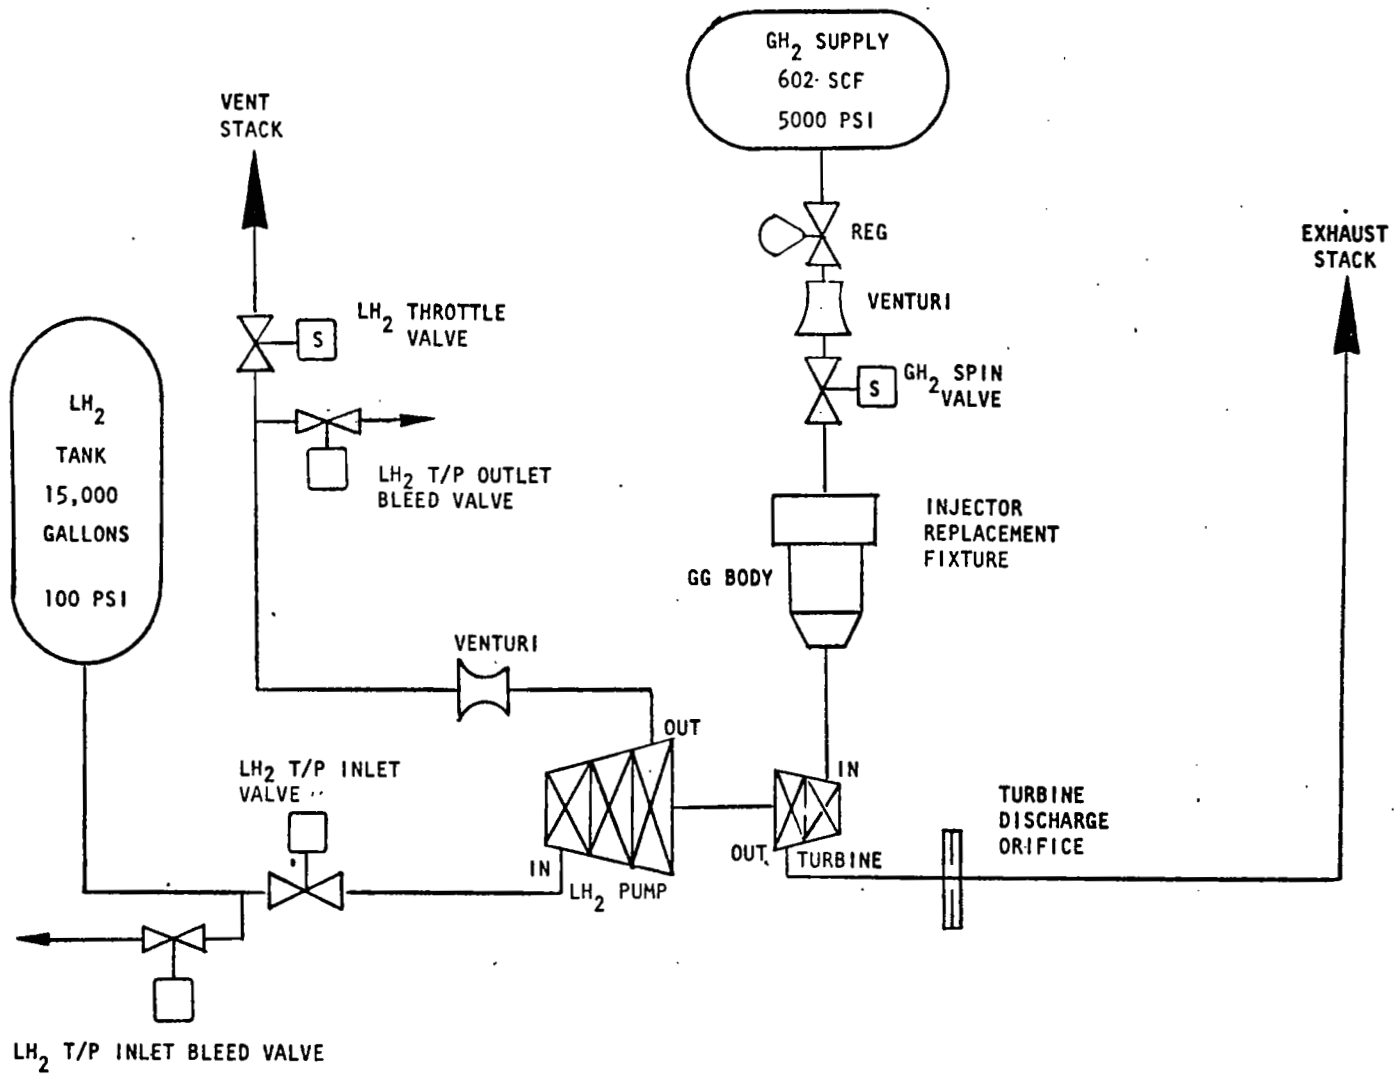 GH2 SUPPLY
602 SCF
5000 PSI
VENT
STACK
REG
EXHAUST
STACK
VENTURI
LH2 THROTTLE
VALVE
S
GH2 SPIN
VALVE
S
LH2
TANK
15,000
GALLONS
100 PSI
LH2 T/P OUTLET
BLEED VALVE
INJECTOR
REPLACEMENT
FIXTURE
GG BODY
VENTURI
OUT
LH2 T/P INLET
VALVE
IN
TURBINE
DISCHARGE
ORIFICE
IN
LH2 PUMP
OUT
TURBINE
LH2 T/P INLET BLEED VALVE